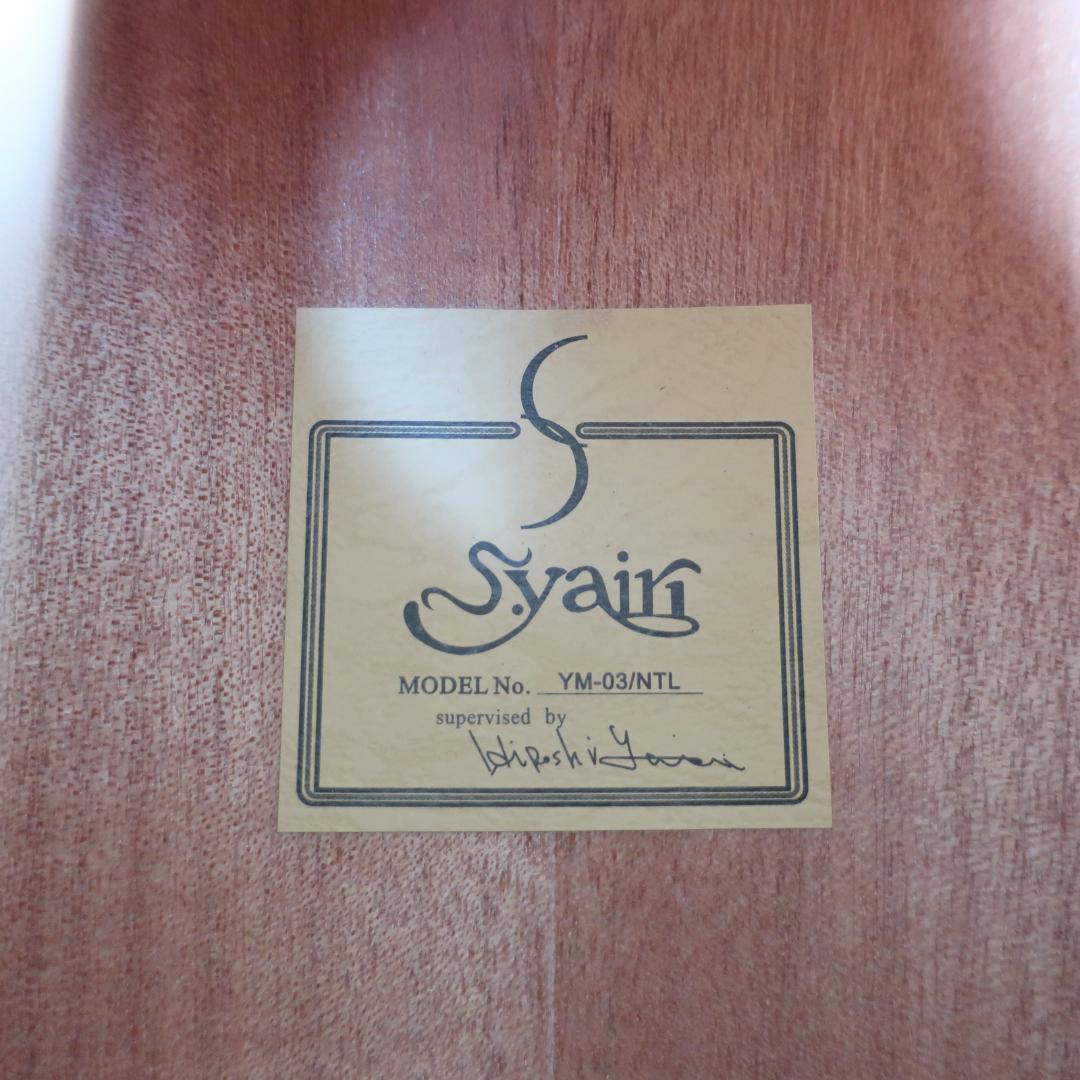 S
S.yairi
MODEL No. YM-03/NTL
supervised by
Hiroshi Yairi